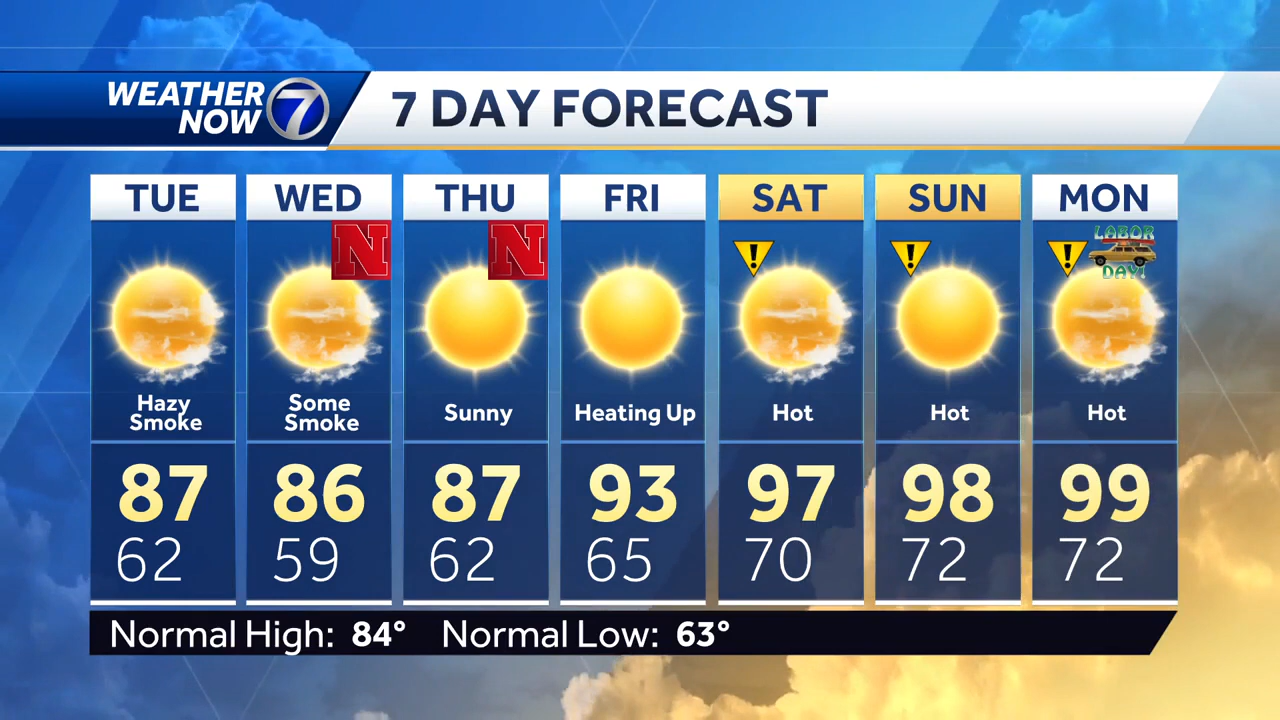 WEATHER
NOW 7
7 DAY FORECAST
TUE WED THU FRI SAT SUN MON
N N ! ! ! LABOR
DAY!
Hazy
Smoke
Some
Smoke
Sunny
Heating Up
Hot
Hot
Hot
87 86 87 93 97 98 99
62 59 62 65 70 72 72
Normal High: 84° Normal Low: 63°